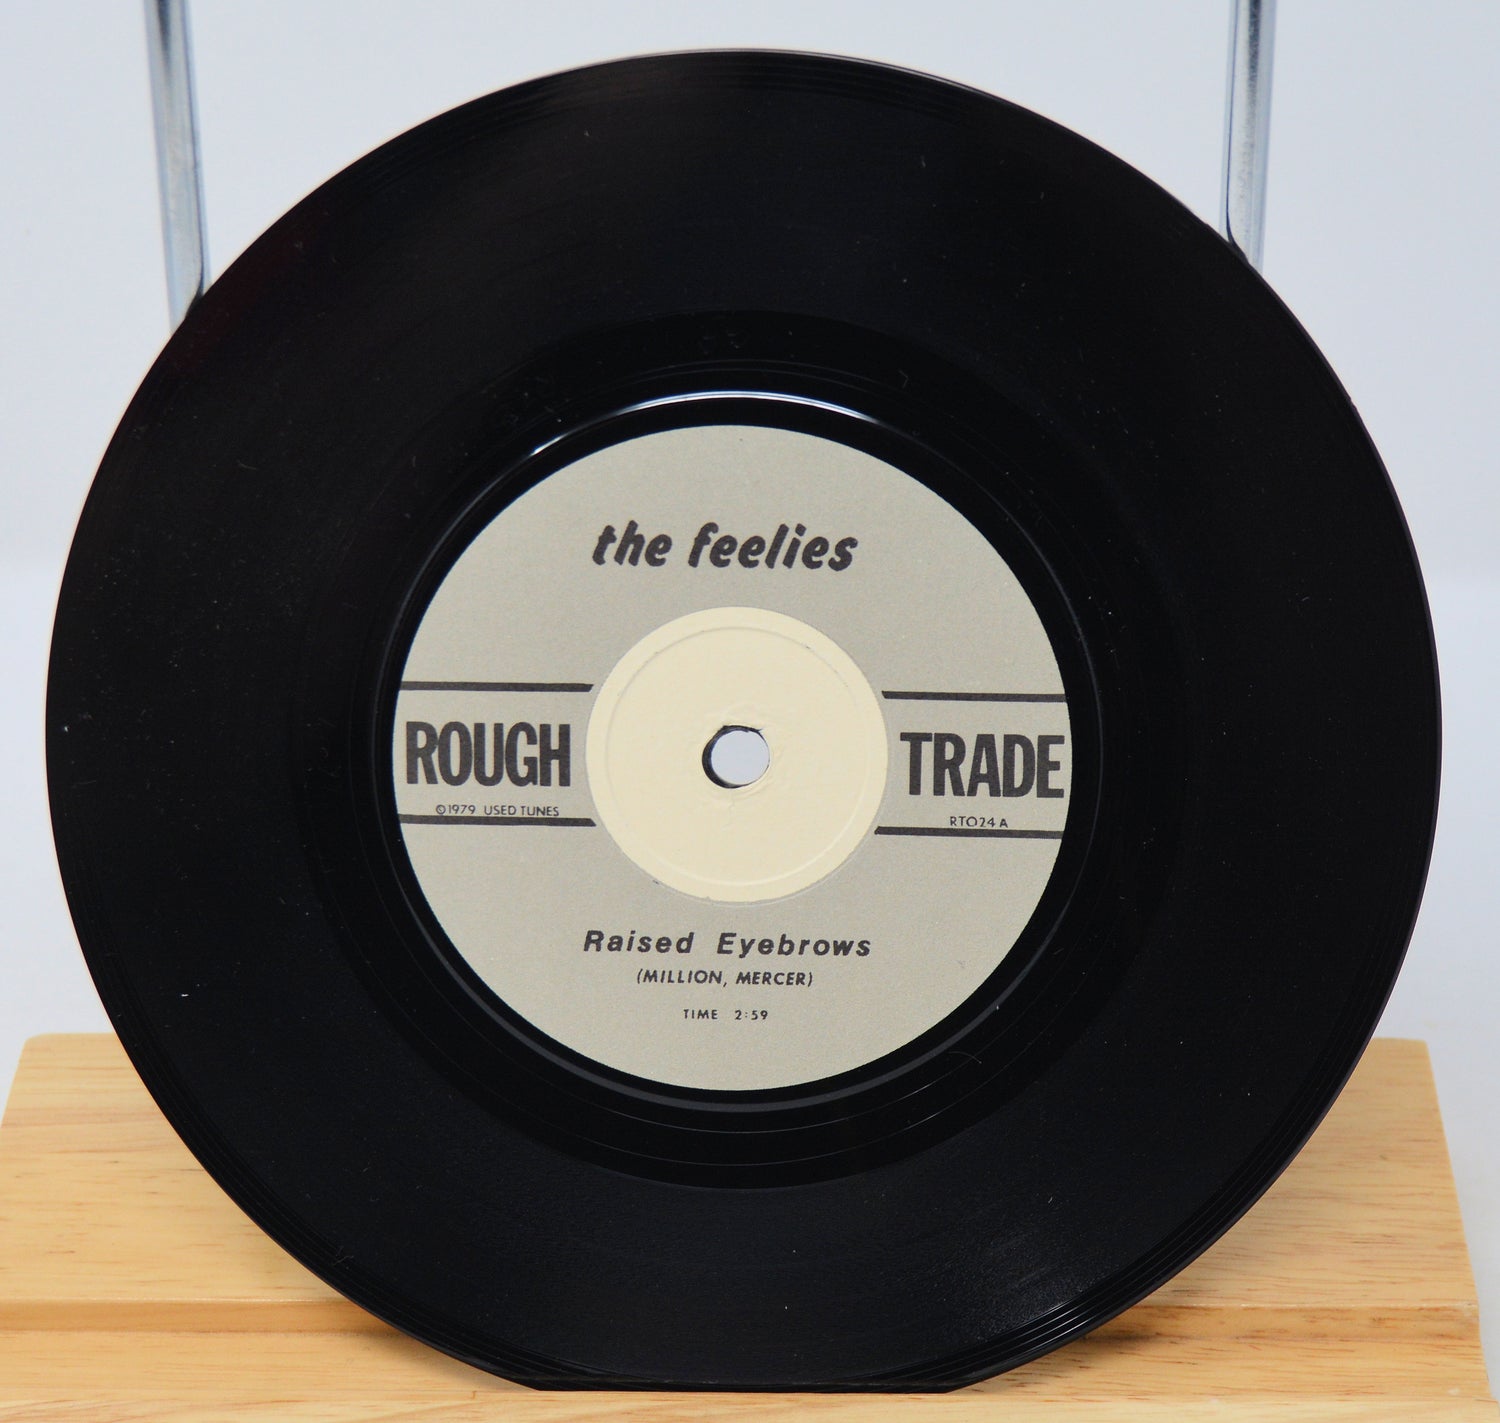 the feelies
ROUGH TRADE
©1979 USED TUNES
RTO24 A
Raised Eyebrows
(MILLION, MERCER)
TIME 2:59